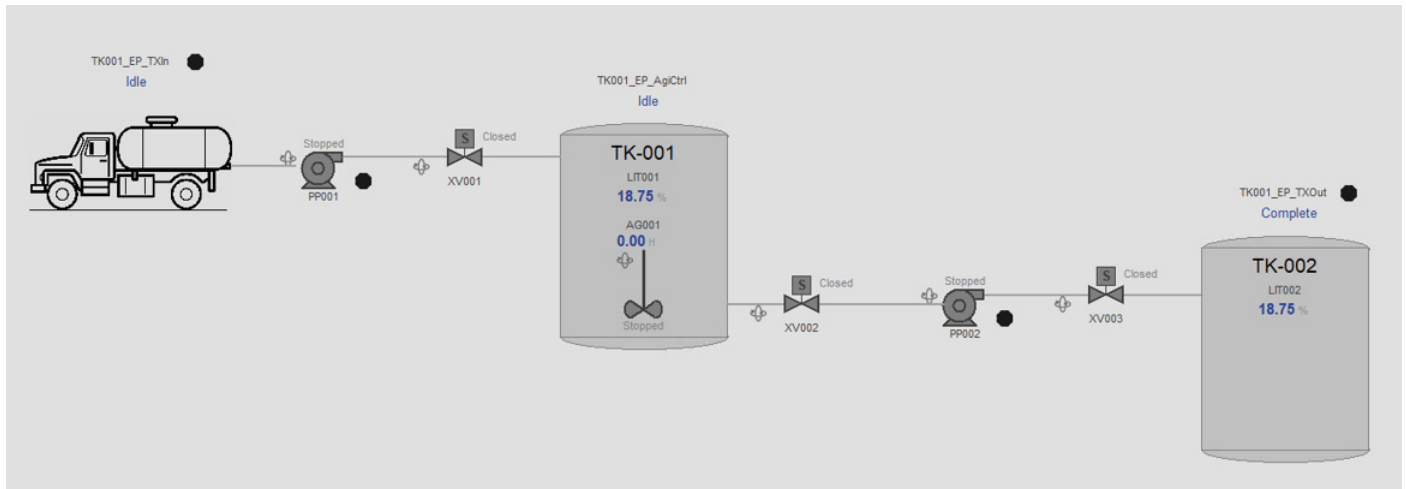 TK001_EP_TXIn
Idle
Stopped
PP001
S
Closed
XV001
TK001_EP_AgiCtrl
Idle
TK-001
LIT001
18.75 %
AG001
0.00 H
Stopped
S
Closed
XV002
Stopped
PP002
S
Closed
XV003
TK001_EP_TXOut
Complete
TK-002
LIT002
18.75 %